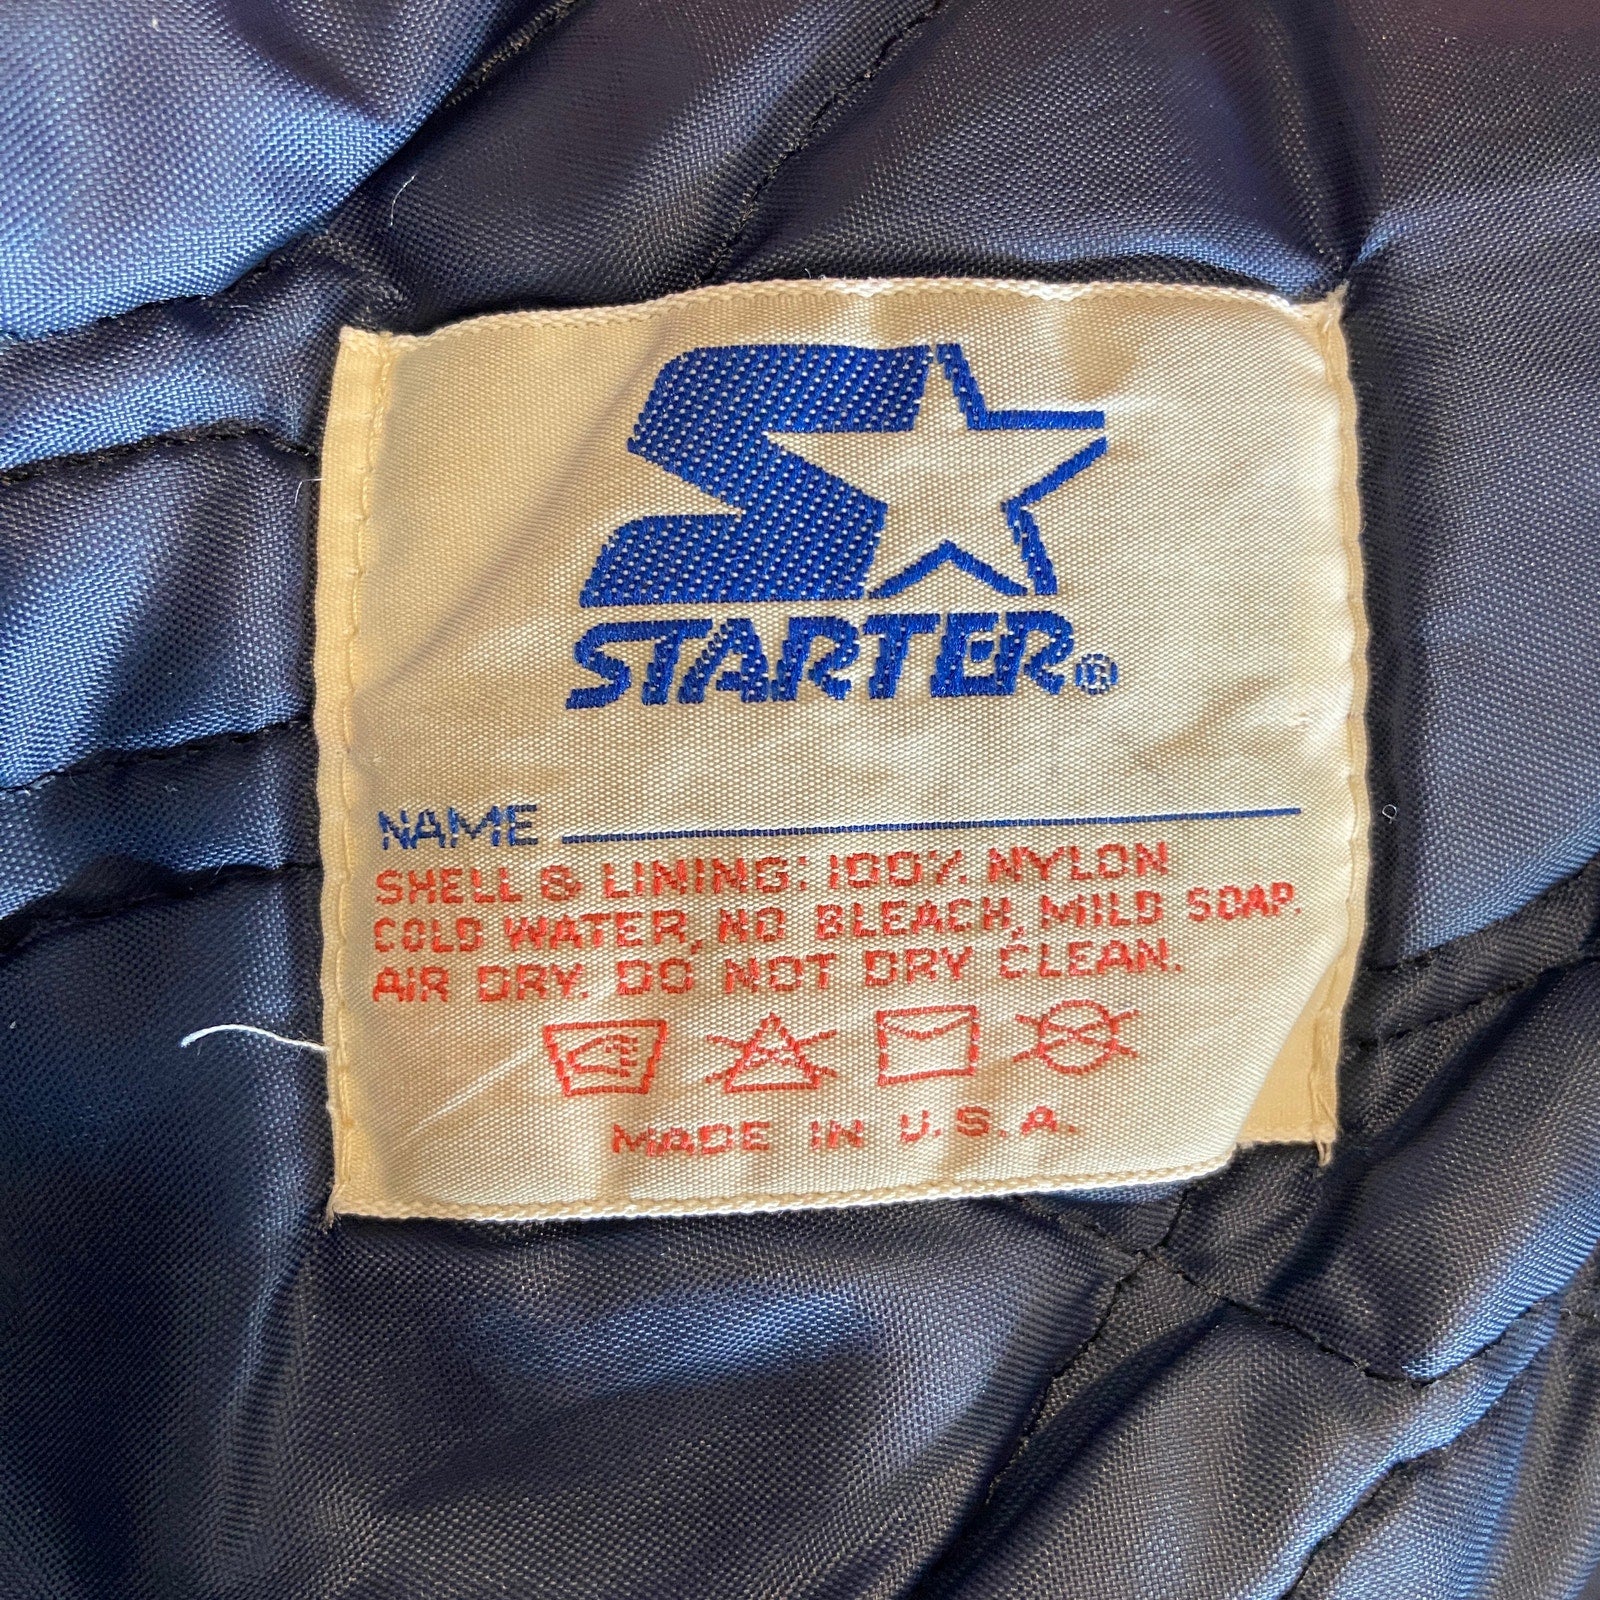 STARTER®
NAME
SHELL & LINING: 100% NYLON
COLD WATER, NO BLEACH, MILD SOAP.
AIR DRY. DO NOT DRY CLEAN.
MADE IN U.S.A.